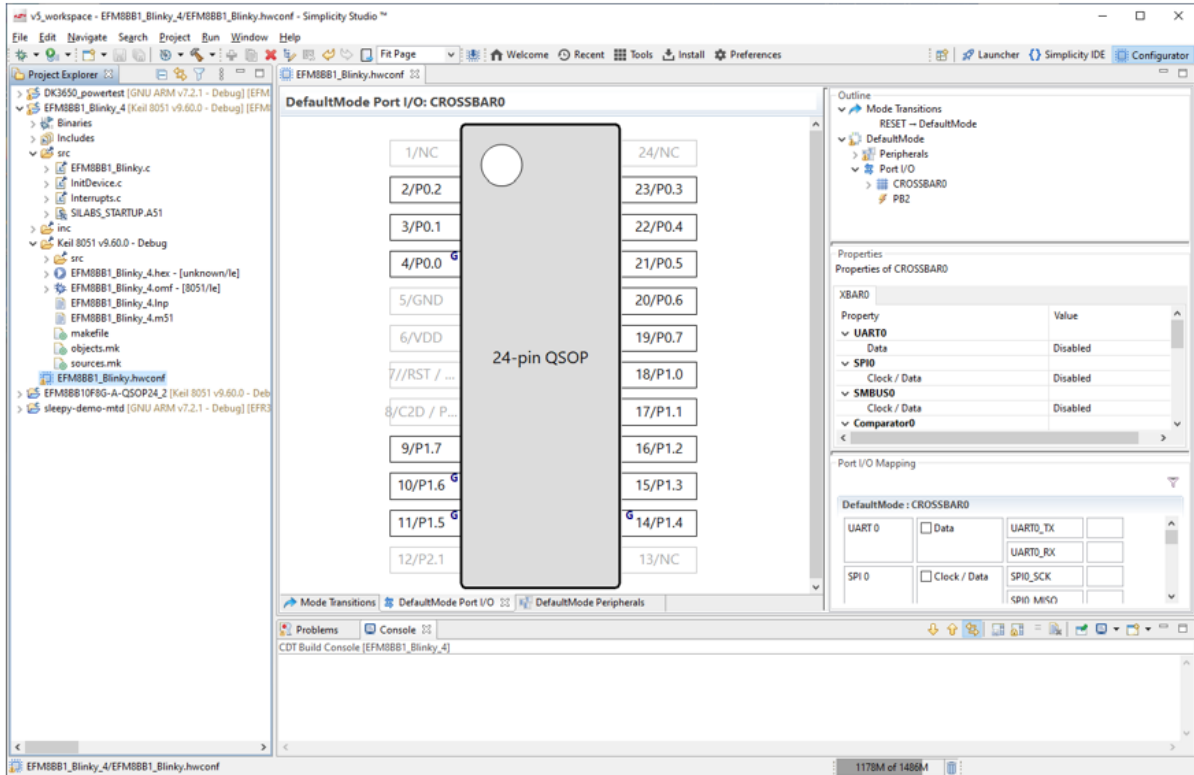 v5_workspace - EFM8BB1_Blinky_4/EFM8BB1_Blinky.hwconf - Simplicity Studio ™
File Edit Navigate Search Project Run Window Help
Fit Page Welcome Recent Tools Install Preferences Launcher Simplicity IDE Configurator
Project Explorer
DK3650_powertest [GNU ARM v7.2.1 - Debug] [EFM
EFM8BB1_Blinky_4 [Keil 8051 v9.60.0 - Debug] [EFM8
Binaries
Includes
src
EFM8BB1_Blinky.c
InitDevice.c
Interrupts.c
SILABS_STARTUP.A51
inc
Keil 8051 v9.60.0 - Debug
src
EFM8BB1_Blinky_4.hex - [unknown/le]
EFM8BB1_Blinky_4.omf - [8051/le]
EFM8BB1_Blinky_4.lnp
EFM8BB1_Blinky_4.m51
makefile
objects.mk
sources.mk
EFM8BB1_Blinky.hwconf
EFM8BB10F8G-A-QSOP24_2 [Keil 8051 v9.60.0 - Deb
sleepy-demo-mtd [GNU ARM v7.2.1 - Debug] [EFR3
EFM8BB1_Blinky.hwconf
DefaultMode Port I/O: CROSSBAR0
1/NC 24/NC
2/P0.2 23/P0.3
3/P0.1 22/P0.4
4/P0.0 G 21/P0.5
5/GND 20/P0.6
6/VDD 19/P0.7
24-pin QSOP
7//RST / ... 18/P1.0
8/C2D / P... 17/P1.1
9/P1.7 16/P1.2
10/P1.6 G 15/P1.3
11/P1.5 G G 14/P1.4
12/P2.1 13/NC
Mode Transitions DefaultMode Port I/O DefaultMode Peripherals
Outline
Mode Transitions
RESET → DefaultMode
DefaultMode
Peripherals
Port I/O
CROSSBAR0
PB2
Properties
Properties of CROSSBAR0
XBAR0
Property Value
UART0
Data Disabled
SPI0
Clock / Data Disabled
SMBUS0
Clock / Data Disabled
Comparator0
Port I/O Mapping
DefaultMode : CROSSBAR0
UART 0 Data UART0_TX
UART0_RX
SPI 0 Clock / Data SPI0_SCK
SPI0_MISO
Problems Console
CDT Build Console [EFM8BB1_Blinky_4]
EFM8BB1_Blinky_4/EFM8BB1_Blinky.hwconf
1178M of 1486M